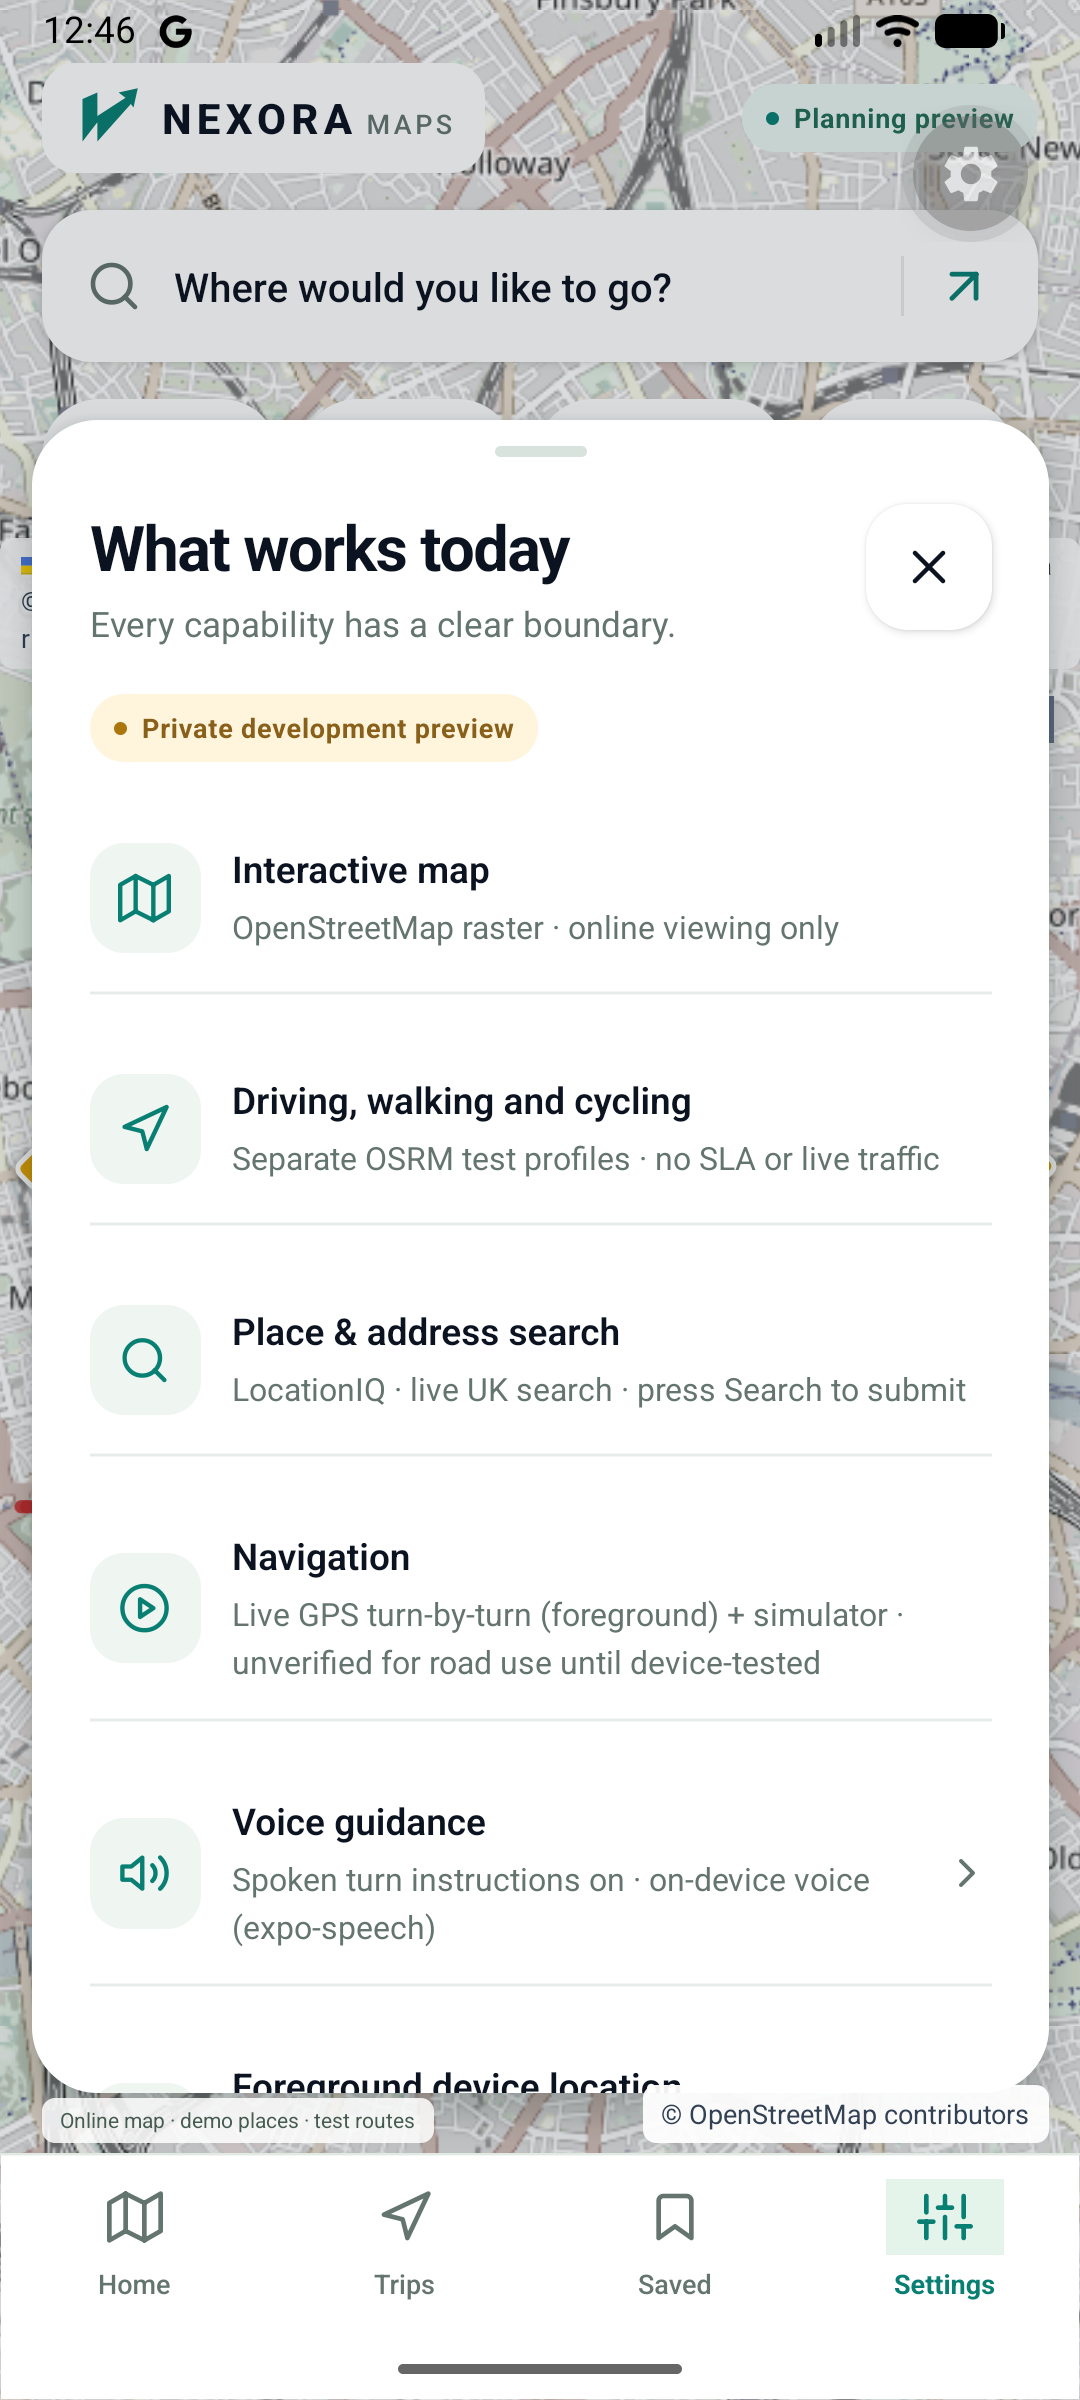 12:46
NEXORA MAPS
Planning preview
Where would you like to go?
What works today
Every capability has a clear boundary.
Private development preview
Interactive map
OpenStreetMap raster · online viewing only
Driving, walking and cycling
Separate OSRM test profiles · no SLA or live traffic
Place & address search
LocationIQ · live UK search · press Search to submit
Navigation
Live GPS turn-by-turn (foreground) + simulator ·
unverified for road use until device-tested
Voice guidance
Spoken turn instructions on · on-device voice
(expo-speech)
Foreground device location
Online map · demo places · test routes
© OpenStreetMap contributors
Home
Trips
Saved
Settings